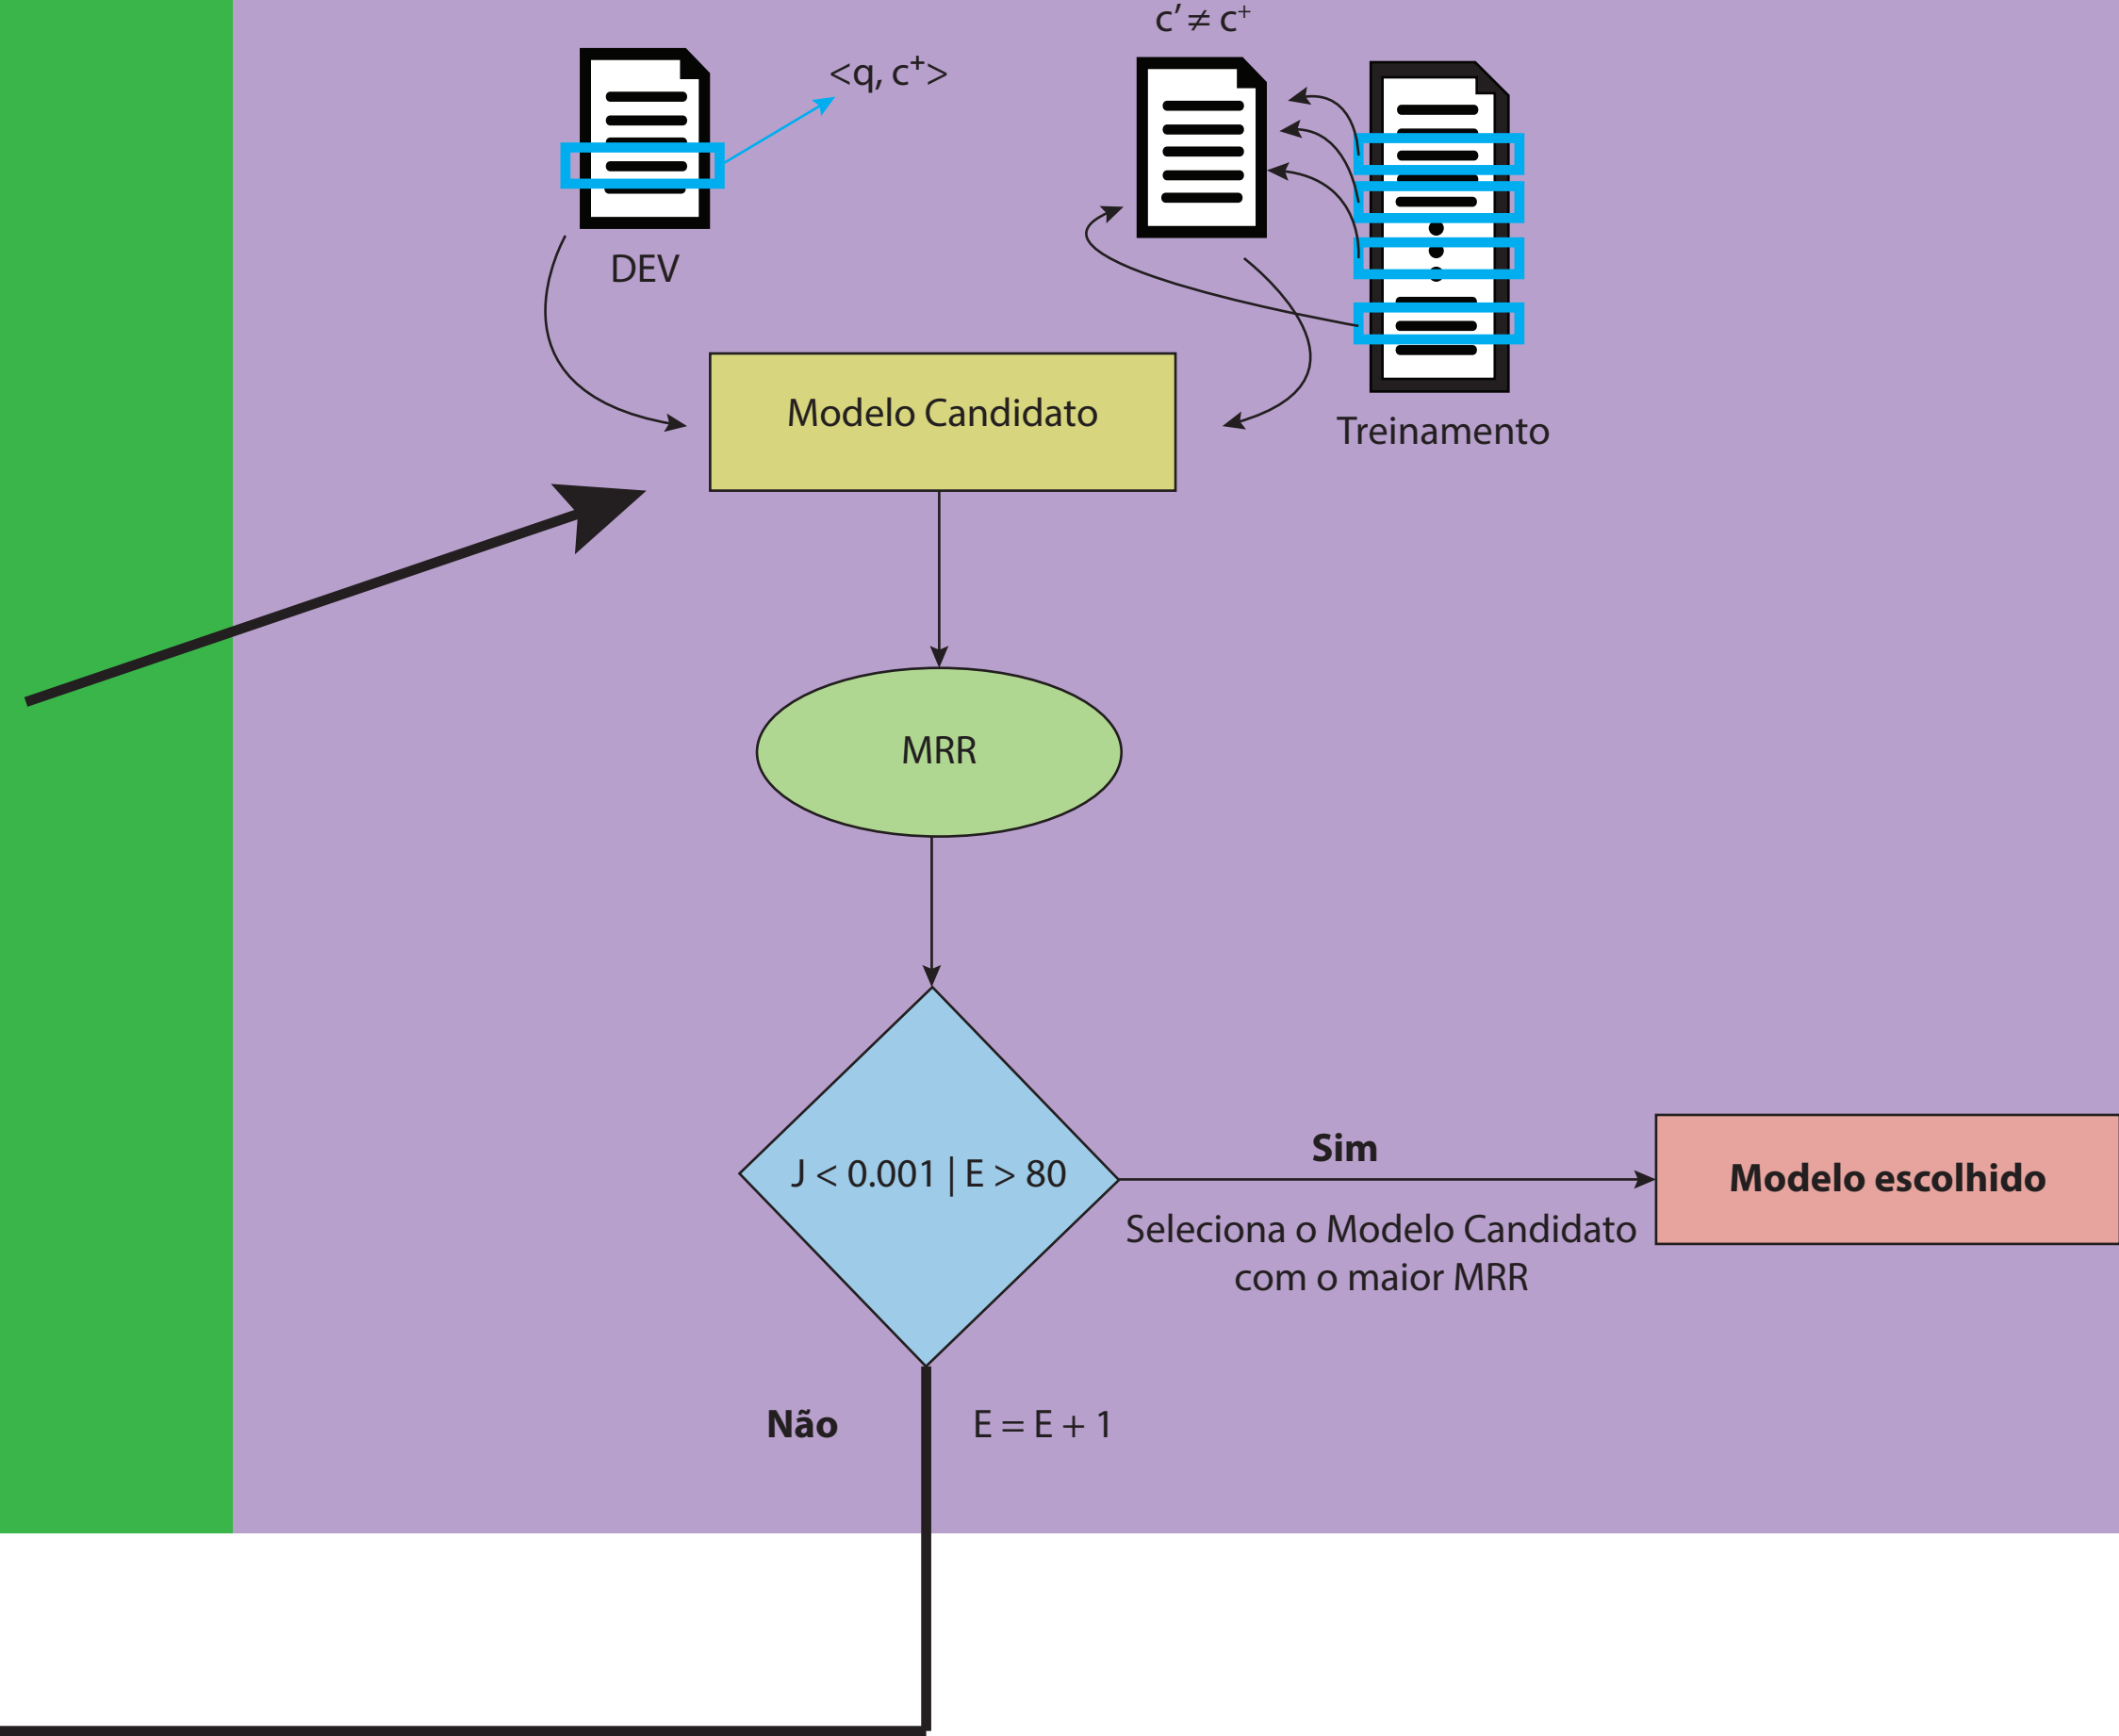 c′ ≠ c⁺
<q, c⁺>
DEV
Modelo Candidato
Treinamento
MRR
J < 0.001 | E > 80
Sim
Modelo escolhido
Seleciona o Modelo Candidato
com o maior MRR
Não
E = E + 1